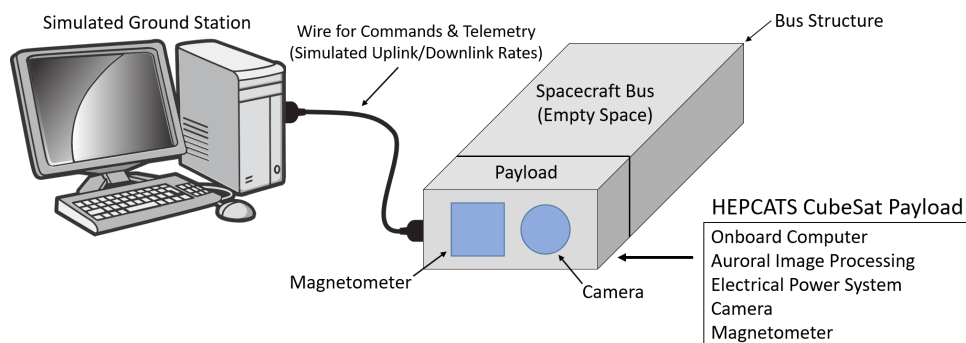 Simulated Ground Station
Wire for Commands & Telemetry
(Simulated Uplink/Downlink Rates)
Bus Structure
Spacecraft Bus
(Empty Space)
Payload
Magnetometer
Camera
HEPCATS CubeSat Payload
Onboard Computer
Auroral Image Processing
Electrical Power System
Camera
Magnetometer